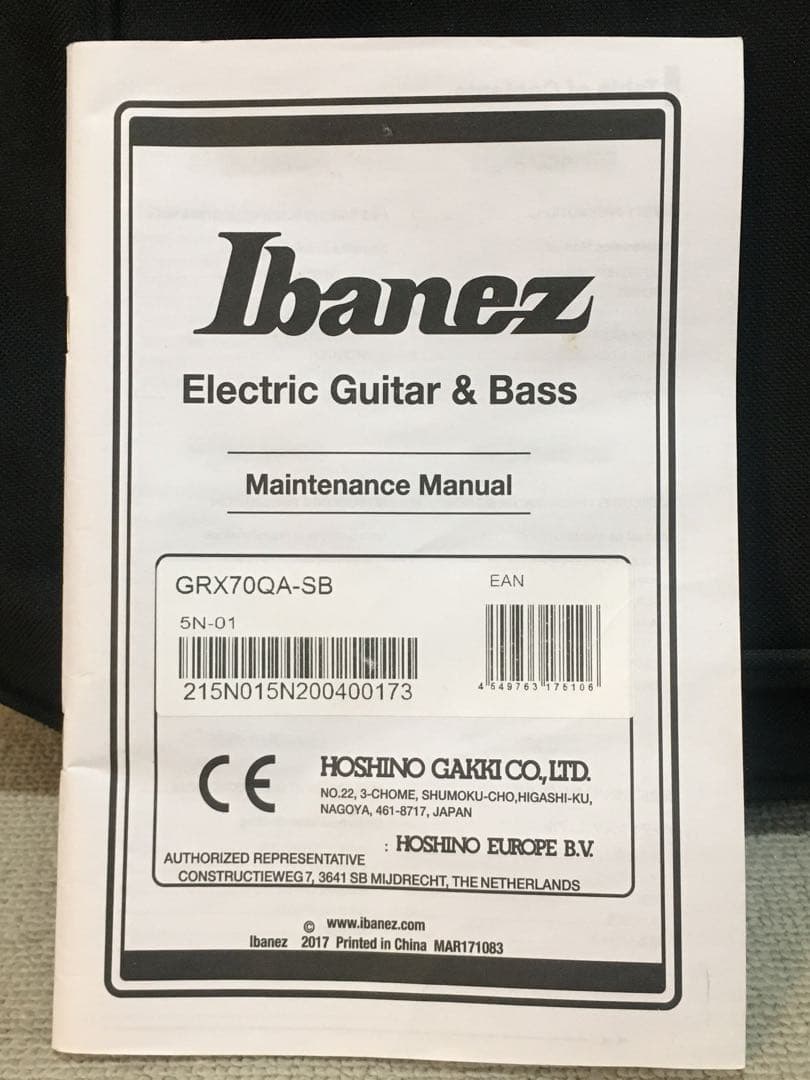 Ibanez
Electric Guitar & Bass
Maintenance Manual
GRX70QA-SB
EAN
5N-01
215N015N200400173
4 549763 176106
CE
HOSHINO GAKKI CO., LTD.
NO.22, 3-CHOME, SHUMOKU-CHO,HIGASHI-KU,
NAGOYA, 461-8717, JAPAN
: HOSHINO EUROPE B.V.
AUTHORIZED REPRESENTATIVE
CONSTRUCTIEWEG 7, 3641 SB MIJDRECHT, THE NETHERLANDS
© www.ibanez.com
Ibanez 2017 Printed in China MAR171083